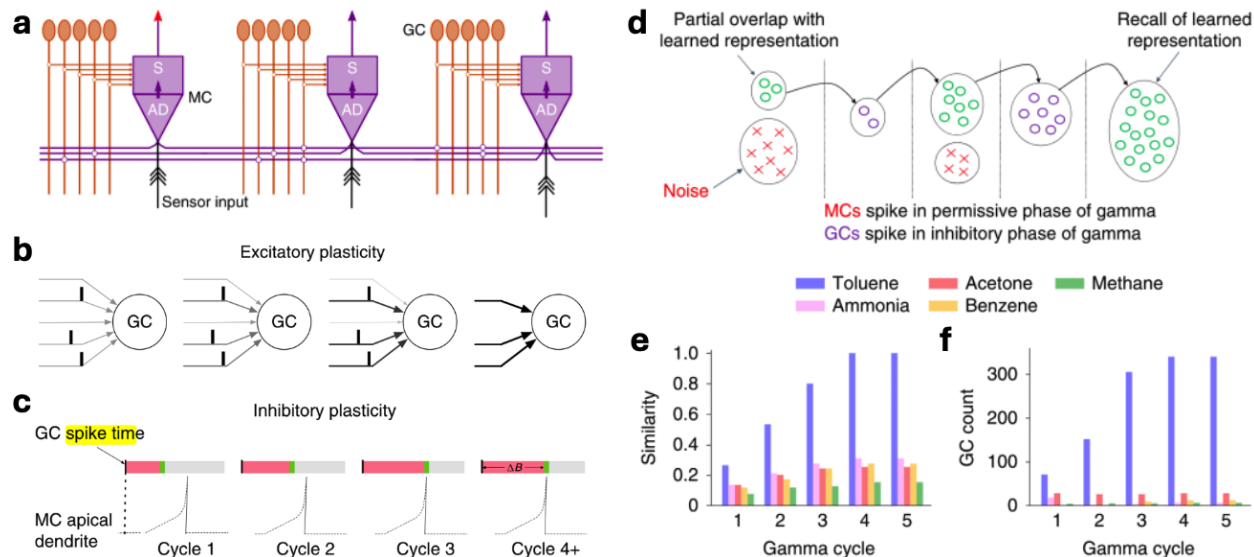 a
GC
S
S
S
MC
AD
AD
AD
Sensor input
b
Excitatory plasticity
GC
GC
GC
GC
c
Inhibitory plasticity
GC spike time
ΔB
MC apical
dendrite
Cycle 1
Cycle 2
Cycle 3
Cycle 4+
d
Partial overlap with
learned representation
Recall of learned
representation
Noise
MCs spike in permissive phase of gamma
GCs spike in inhibitory phase of gamma
Toluene
Acetone
Methane
Ammonia
Benzene
e
Similarity
1.0
0.8
0.6
0.4
0.2
0
1 2 3 4 5
Gamma cycle
f
GC count
300
200
100
0
1 2 3 4 5
Gamma cycle